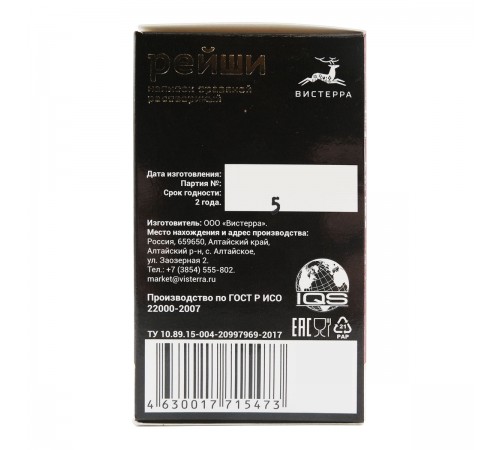 рейши
напиток травяной
растворимый
ВИСТЕРРА
Дата изготовления:
Партия №:
Срок годности:
2 года.
5
Изготовитель: ООО «Вистерра».
Место нахождения и адрес производства:
Россия, 659650, Алтайский край,
Алтайский р-н, с. Алтайское,
ул. Заозерная 2.
Тел.: +7 (3854) 555-802.
market@visterra.ru
Производство по ГОСТ Р ИСО
22000-2007
IQS
EAC
21
PAP
ТУ 10.89.15-004-20997969-2017
4 630017 715473